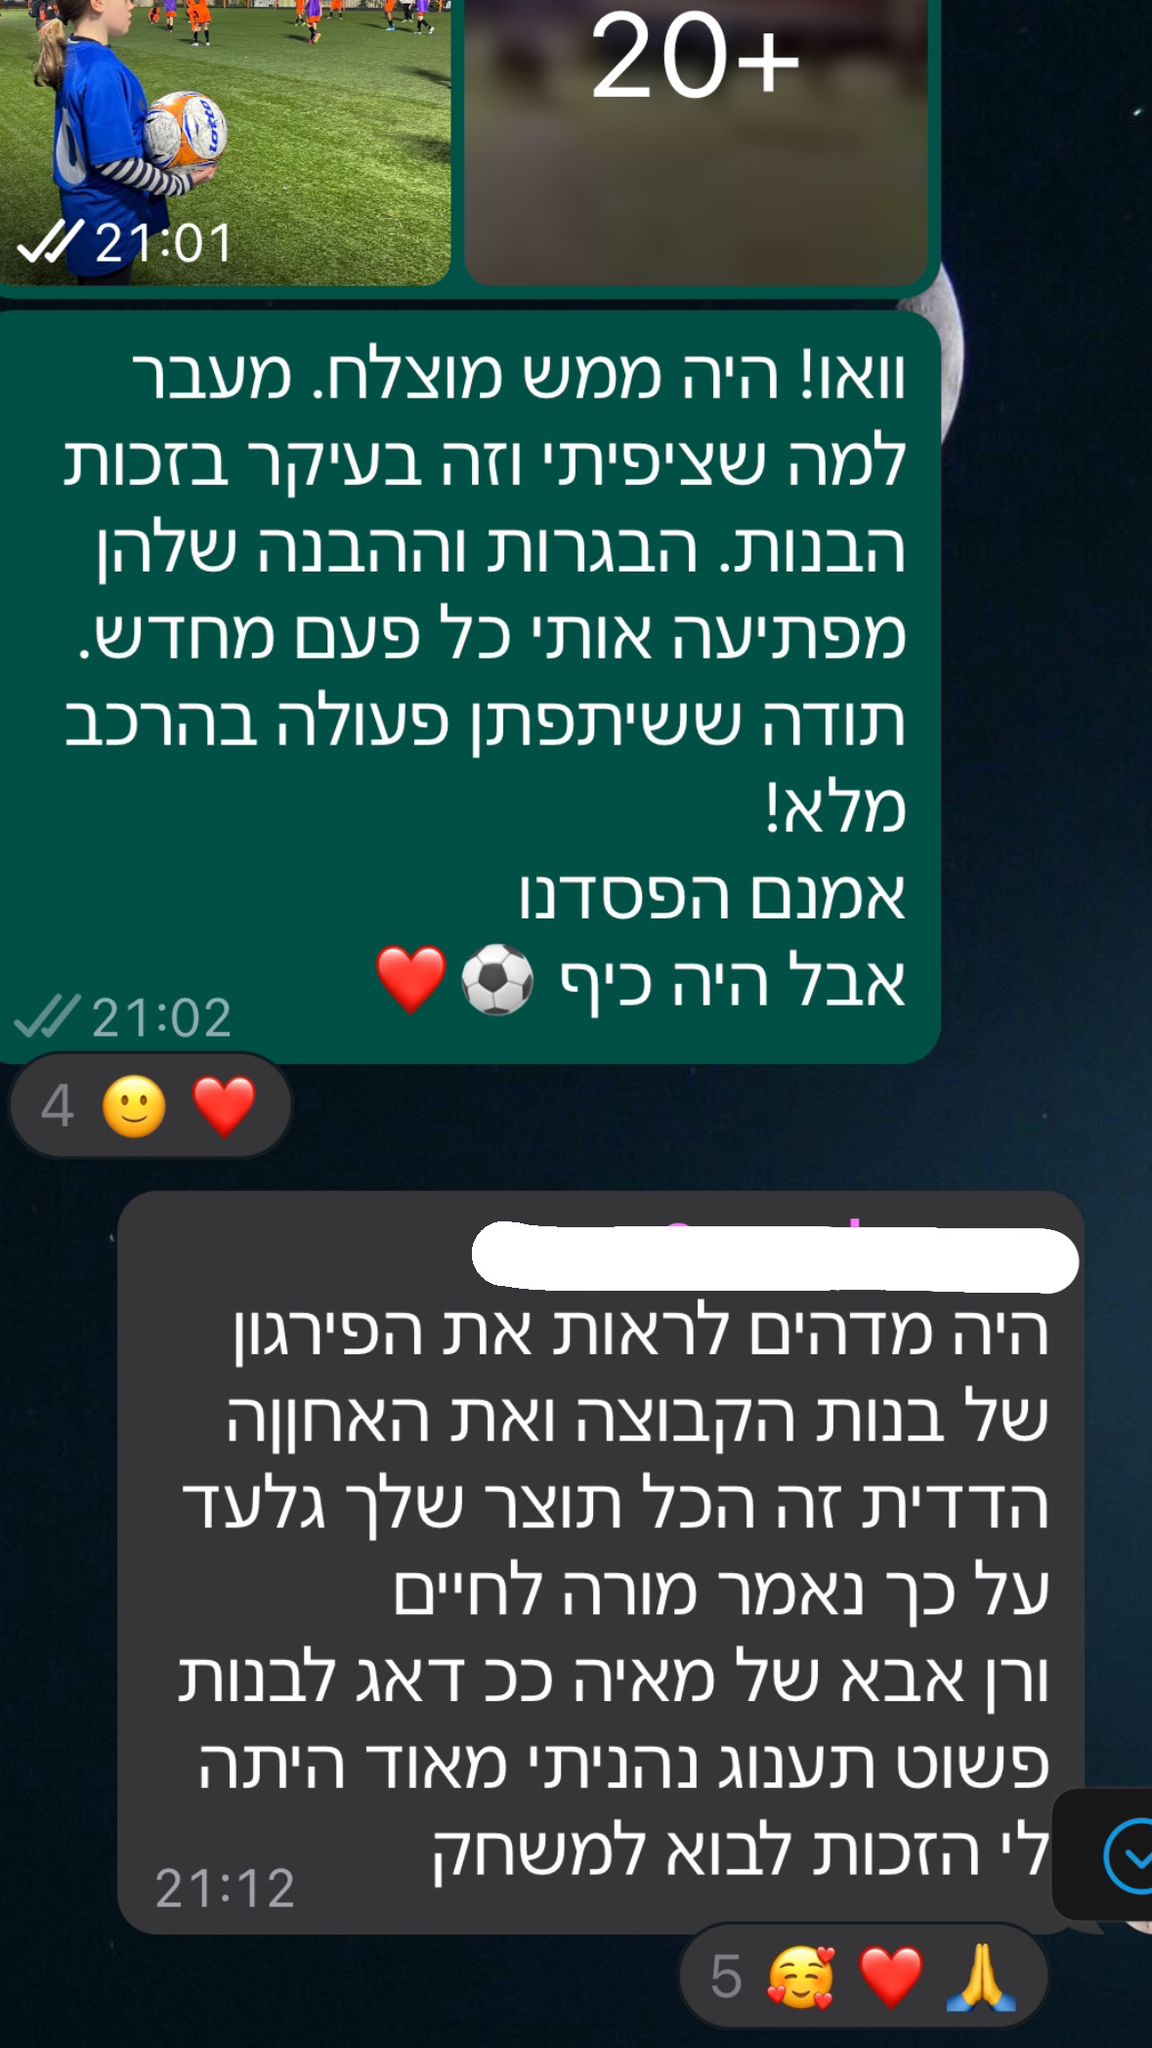 lotto
20+
21:01
וואו! היה ממש מוצלח. מעבר
למה שציפיתי וזה בעיקר בזכות
הבנות. הבגרות וההבנה שלהן
מפתיעה אותי כל פעם מחדש.
תודה ששיתפתן פעולה בהרכב
מלא!
אמנם הפסדנו
אבל היה כיף ⚽❤️
21:02
❤️🙂 4
היה מדהים לראות את הפירגון
של בנות הקבוצה ואת האחוןה
הדדית זה הכל תוצר שלך גלעד
על כך נאמר מורה לחיים
ורן אבא של מאיה ככ דאג לבנות
פשוט תענוג נהניתי מאוד היתה
לי הזכות לבוא למשחק
21:12
🙏❤️🥰 5